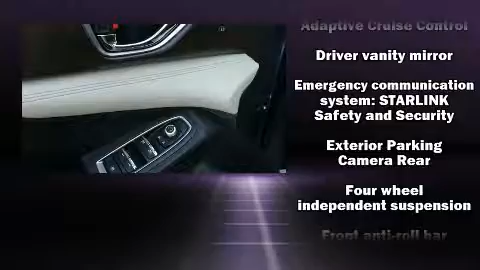 Adaptive Cruise Control
Driver vanity mirror
Emergency communication
system: STARLINK
Safety and Security
Exterior Parking
Camera Rear
Four wheel
independent suspension
Front anti-roll bar